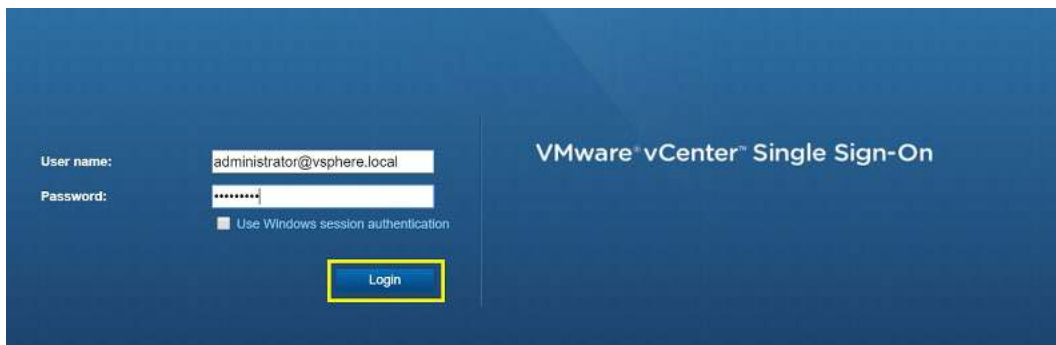 User name:
administrator@vsphere.local
VMware® vCenter™ Single Sign-On
Password:
•••••••••
Use Windows session authentication
Login